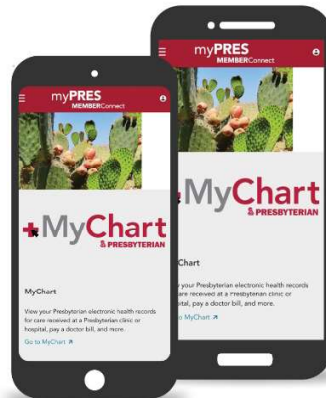 myPRES
MEMBERConnect
MyChart
& PRESBYTERIAN
MyChart
View your Presbyterian electronic health records
for care received at a Presbyterian clinic or
hospital, pay a doctor bill, and more.
Go to MyChart
myPRES
MEMBERConnect
MyChart
& PRESBYTERIAN
Chart
your Presbyterian electronic health records
are received at a Presbyterian clinic or
ital, pay a doctor bill, and more.
o MyChart